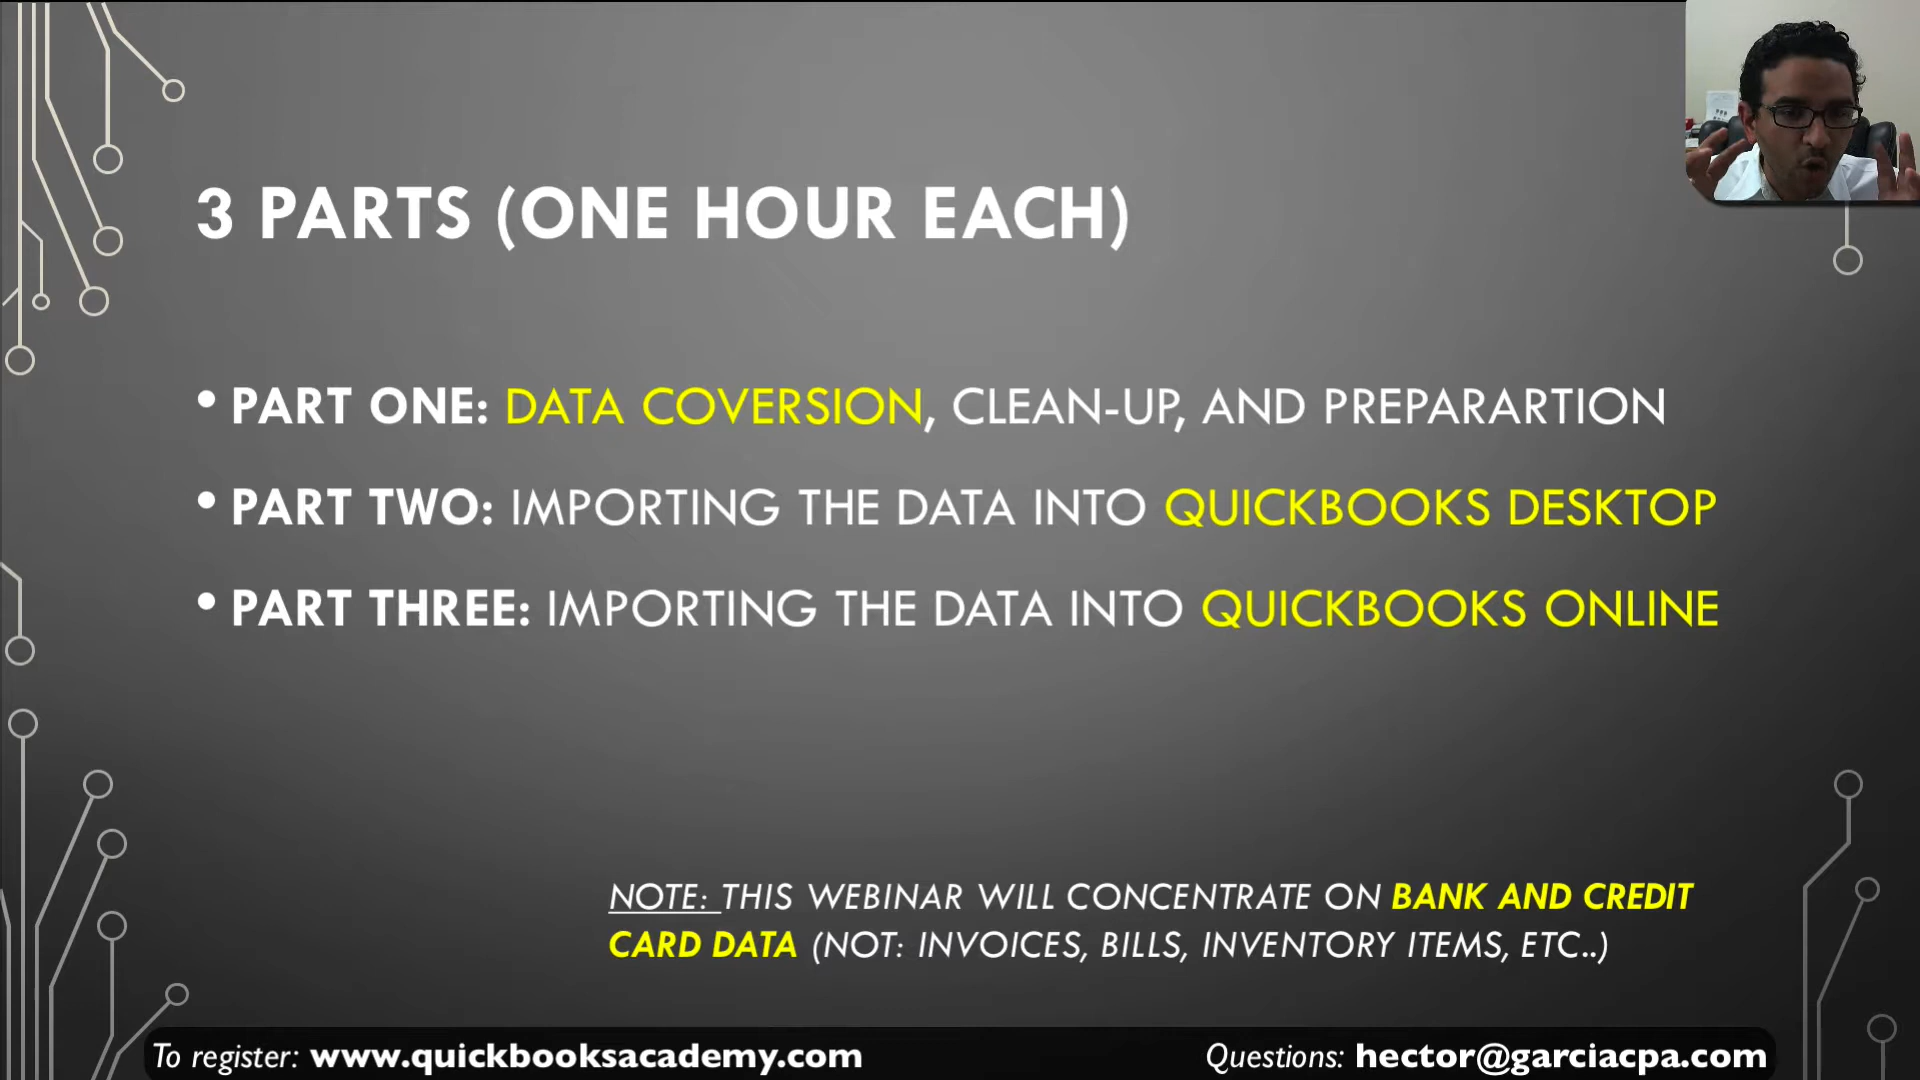 3 PARTS (ONE HOUR EACH)
• PART ONE: DATA COVERSION, CLEAN-UP, AND PREPARARTION
• PART TWO: IMPORTING THE DATA INTO QUICKBOOKS DESKTOP
• PART THREE: IMPORTING THE DATA INTO QUICKBOOKS ONLINE
NOTE: THIS WEBINAR WILL CONCENTRATE ON BANK AND CREDIT
CARD DATA (NOT: INVOICES, BILLS, INVENTORY ITEMS, ETC..)
To register: www.quickbooksacademy.com
Questions: hector@garciacpa.com